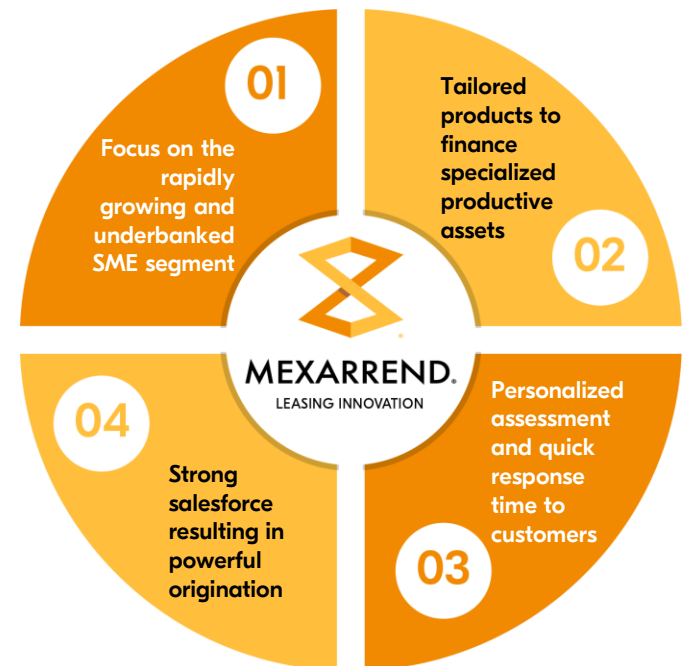 01
Focus on the
rapidly
growing and
underbanked
SME segment
Tailored
products to
finance
specialized
productive
assets
02
MEXARREND.
LEASING INNOVATION
Personalized
assessment
and quick
response
time to
customers
03
04
Strong
salesforce
resulting in
powerful
origination